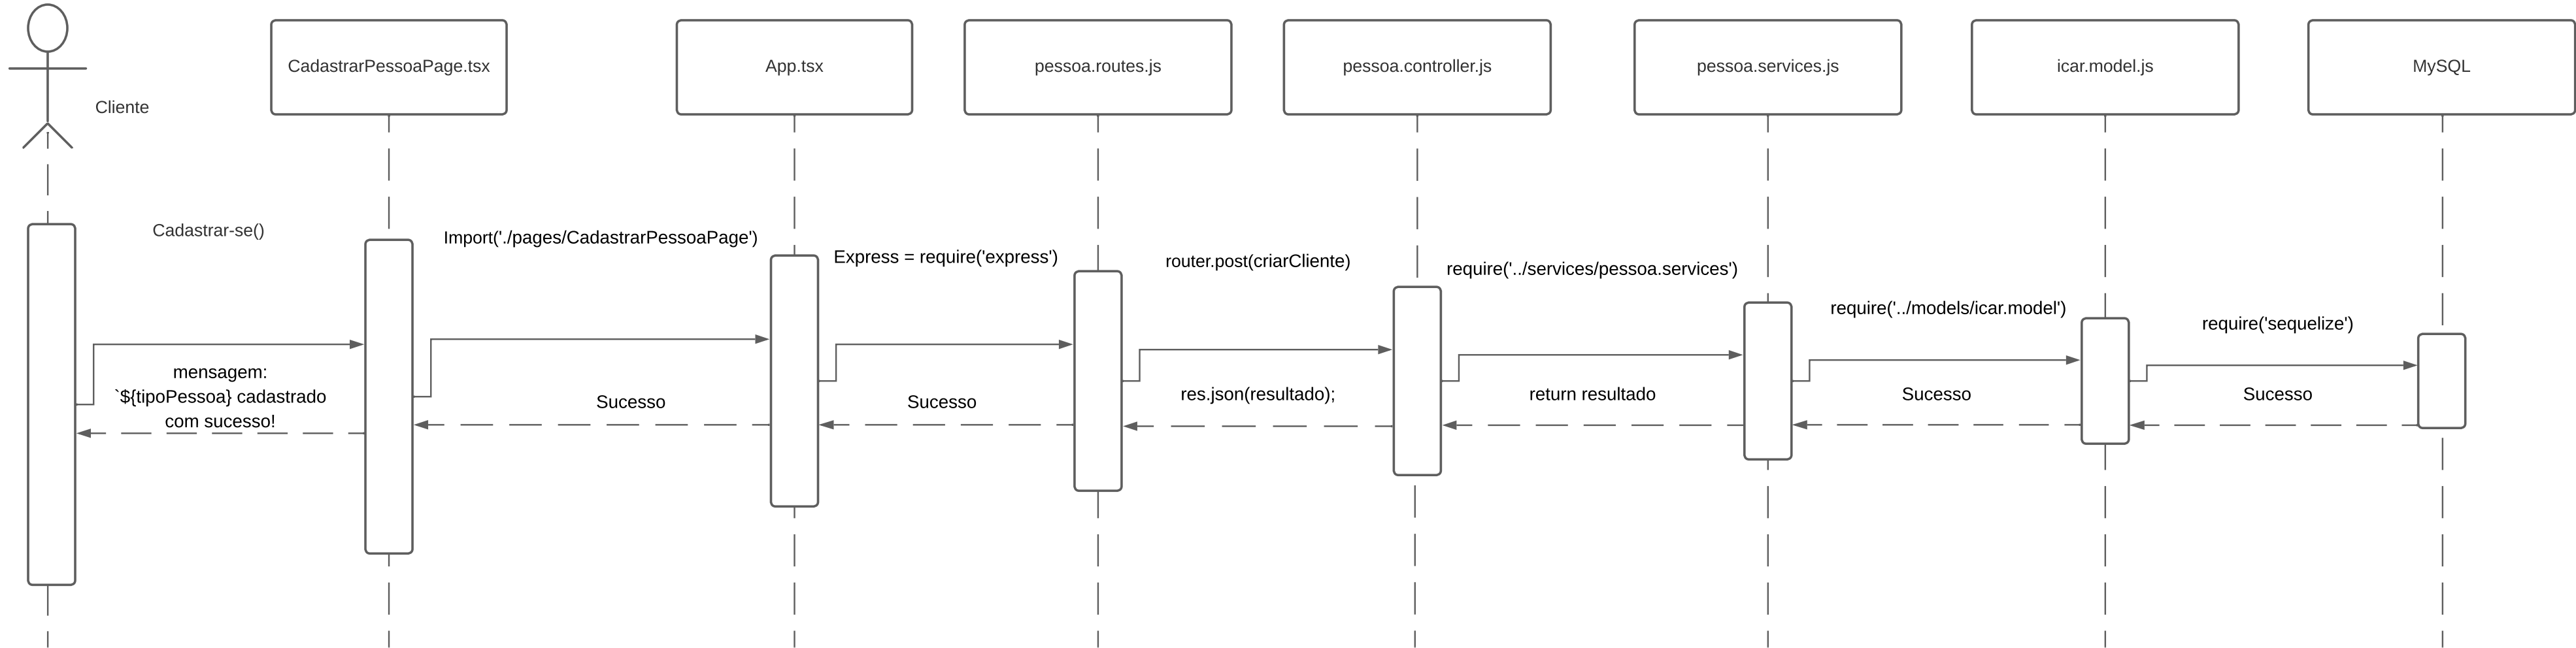 CadastrarPessoaPage.tsx
App.tsx
pessoa.routes.js
pessoa.controller.js
pessoa.services.js
icar.model.js
MySQL
Cliente
Cadastrar-se()
Import('./pages/CadastrarPessoaPage')
Express = require('express')
router.post(criarCliente)
require('../services/pessoa.services')
require('../models/icar.model')
require('sequelize')
mensagem:
`${tipoPessoa} cadastrado
com sucesso!
Sucesso
Sucesso
res.json(resultado);
return resultado
Sucesso
Sucesso